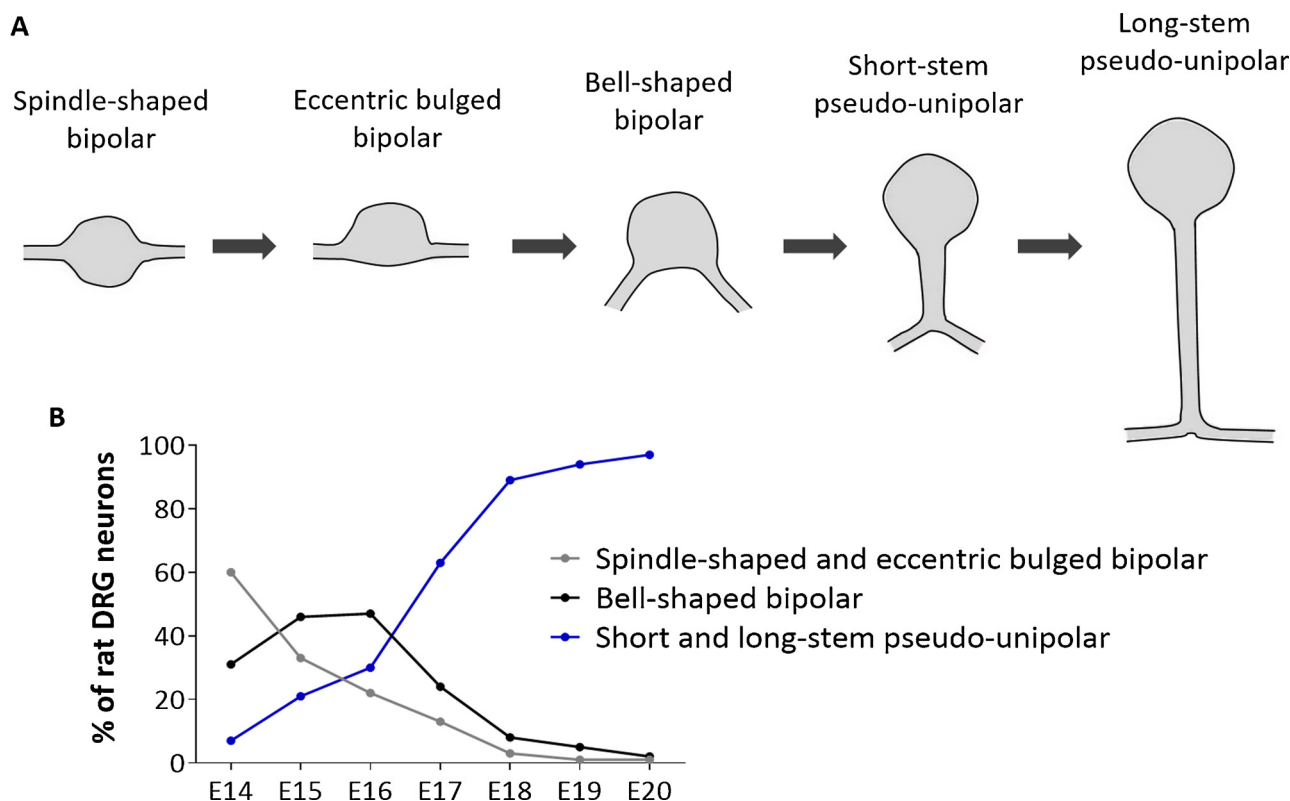 A
Spindle-shaped
bipolar
Eccentric bulged
bipolar
Bell-shaped
bipolar
Short-stem
pseudo-unipolar
Long-stem
pseudo-unipolar
B
% of rat DRG neurons
100
80
60
40
20
0
E14 E15 E16 E17 E18 E19 E20
Spindle-shaped and eccentric bulged bipolar
Bell-shaped bipolar
Short and long-stem pseudo-unipolar